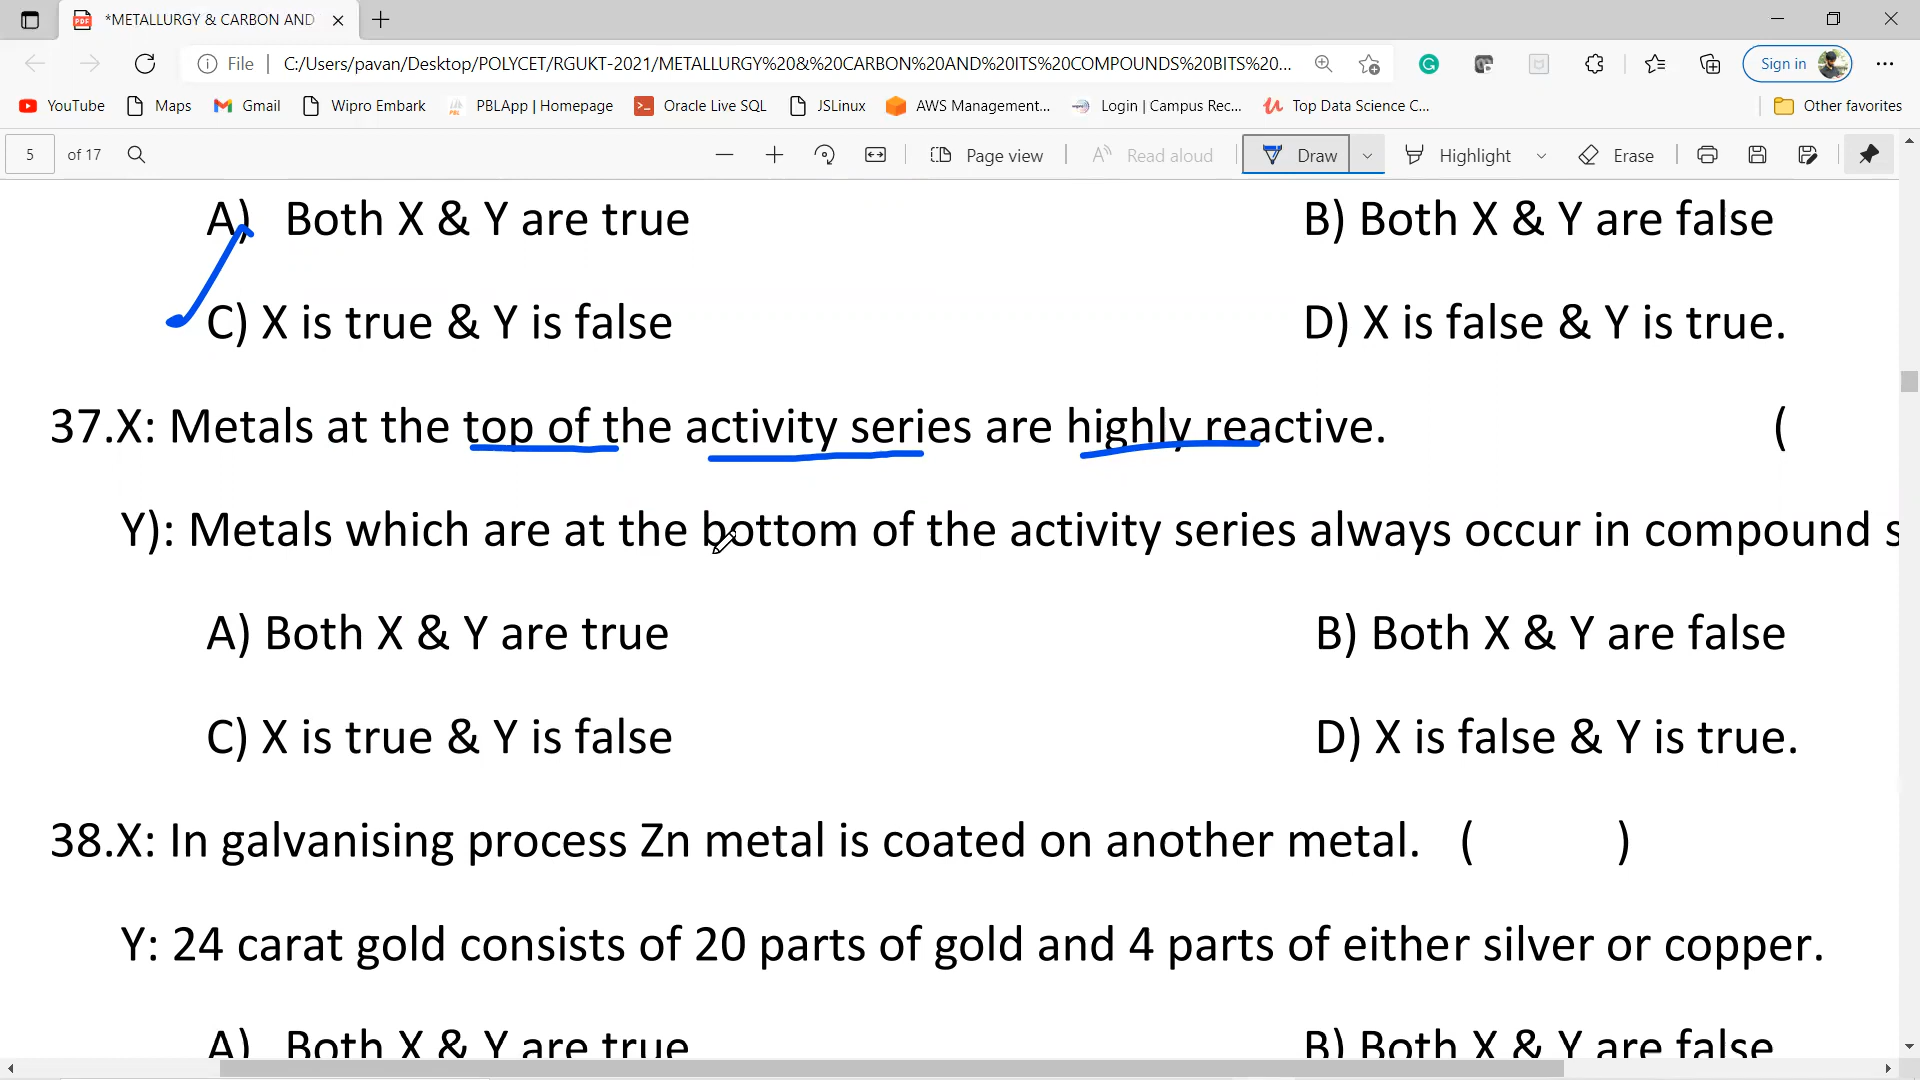 *METALLURGY & CARBON AND
File C:/Users/pavan/Desktop/POLYCET/RGUKT-2021/METALLURGY%20&%20CARBON%20AND%20ITS%20COMPOUNDS%20BITS%20... Sign in
YouTube Maps Gmail Wipro Embark PBLApp | Homepage Oracle Live SQL JSLinux AWS Management... Login | Campus Rec... Top Data Science C... Other favorites
5 of 17 Page view Read aloud Draw Highlight Erase
A) Both X & Y are true B) Both X & Y are false
C) X is true & Y is false D) X is false & Y is true.
37.X: Metals at the top of the activity series are highly reactive. (
Y): Metals which are at the bottom of the activity series always occur in compound s
A) Both X & Y are true B) Both X & Y are false
C) X is true & Y is false D) X is false & Y is true.
38.X: In galvanising process Zn metal is coated on another metal. ( )
Y: 24 carat gold consists of 20 parts of gold and 4 parts of either silver or copper.
A) Both X & Y are true B) Both X & Y are false